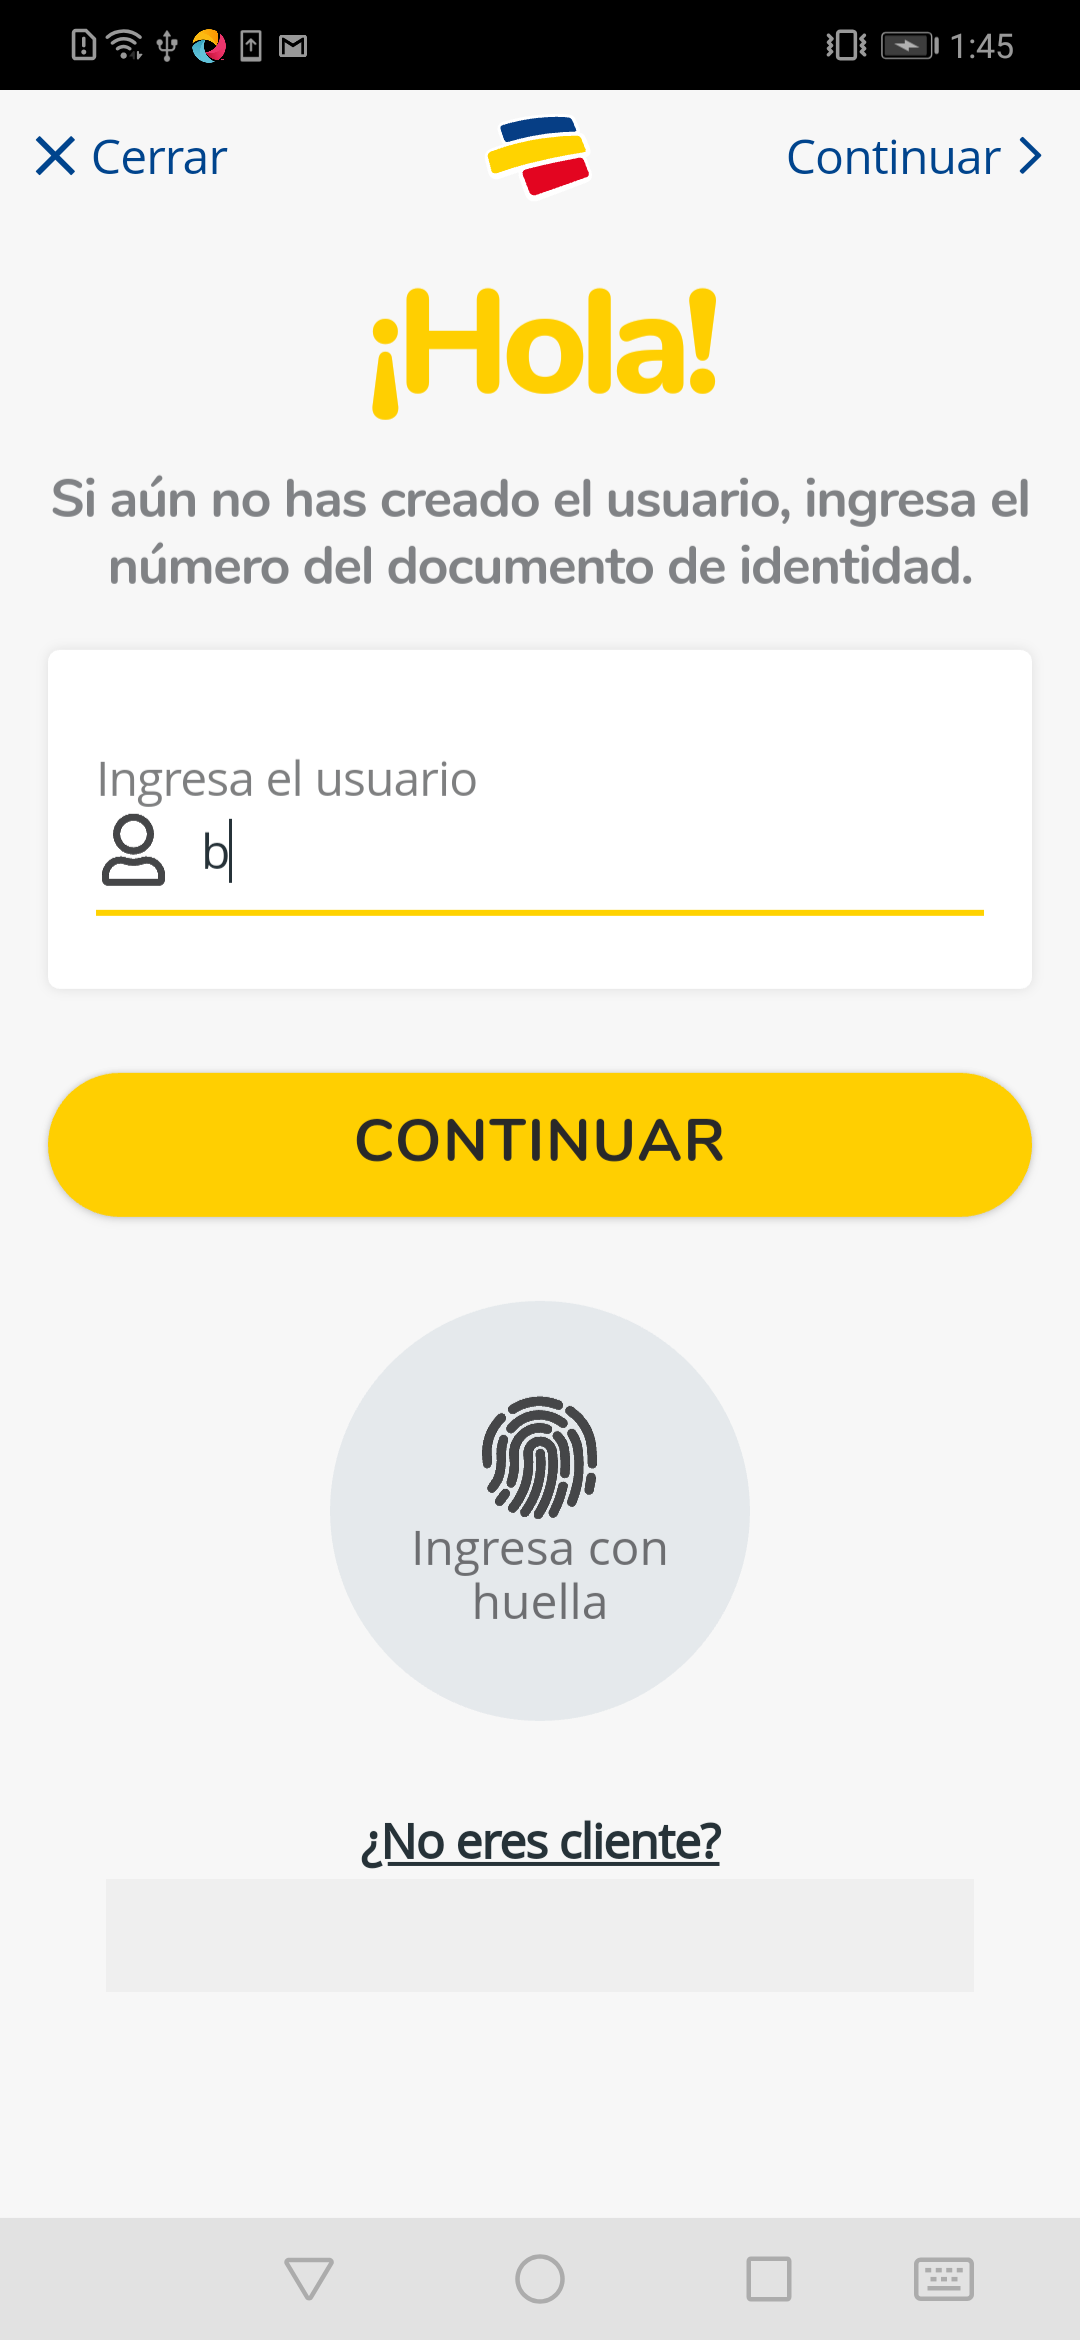 1:45
Cerrar
Continuar
¡Hola!
Si aún no has creado el usuario, ingresa el
número del documento de identidad.
Ingresa el usuario
b
CONTINUAR
Ingresa con
huella
¿No eres cliente?